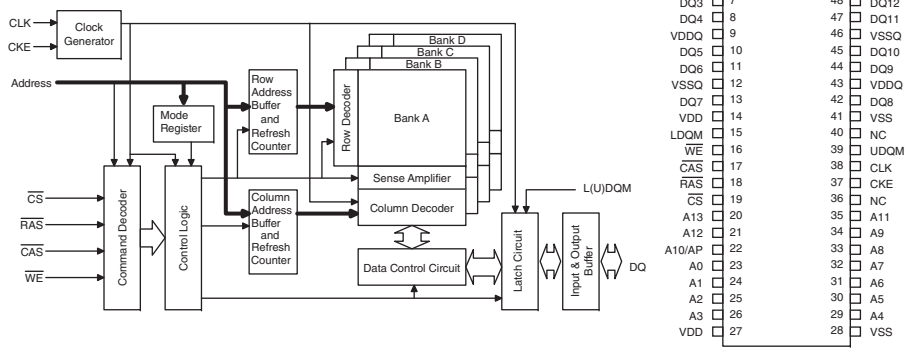 CLK
CKE
Clock
Generator
Address
Mode
Register
Row
Address
Buffer
and
Refresh
Counter
Column
Address
Buffer
and
Refresh
Counter
Bank D
Bank C
Bank B
Bank A
Row Decoder
Sense Amplifier
Column Decoder
Data Control Circuit
L(U)DQM
Latch Circuit
Input & Output
Buffer
DQ
CS
RAS
CAS
WE
Command Decoder
Control Logic
DQ3 7 48 DQ12
DQ4 8 47 DQ11
VDDQ 9 46 VSSQ
DQ5 10 45 DQ10
DQ6 11 44 DQ9
VSSQ 12 43 VDDQ
DQ7 13 42 DQ8
VDD 14 41 VSS
LDQM 15 40 NC
WE 16 39 UDQM
CAS 17 38 CLK
RAS 18 37 CKE
CS 19 36 NC
A13 20 35 A11
A12 21 34 A9
A10/AP 22 33 A8
A0 23 32 A7
A1 24 31 A6
A2 25 30 A5
A3 26 29 A4
VDD 27 28 VSS